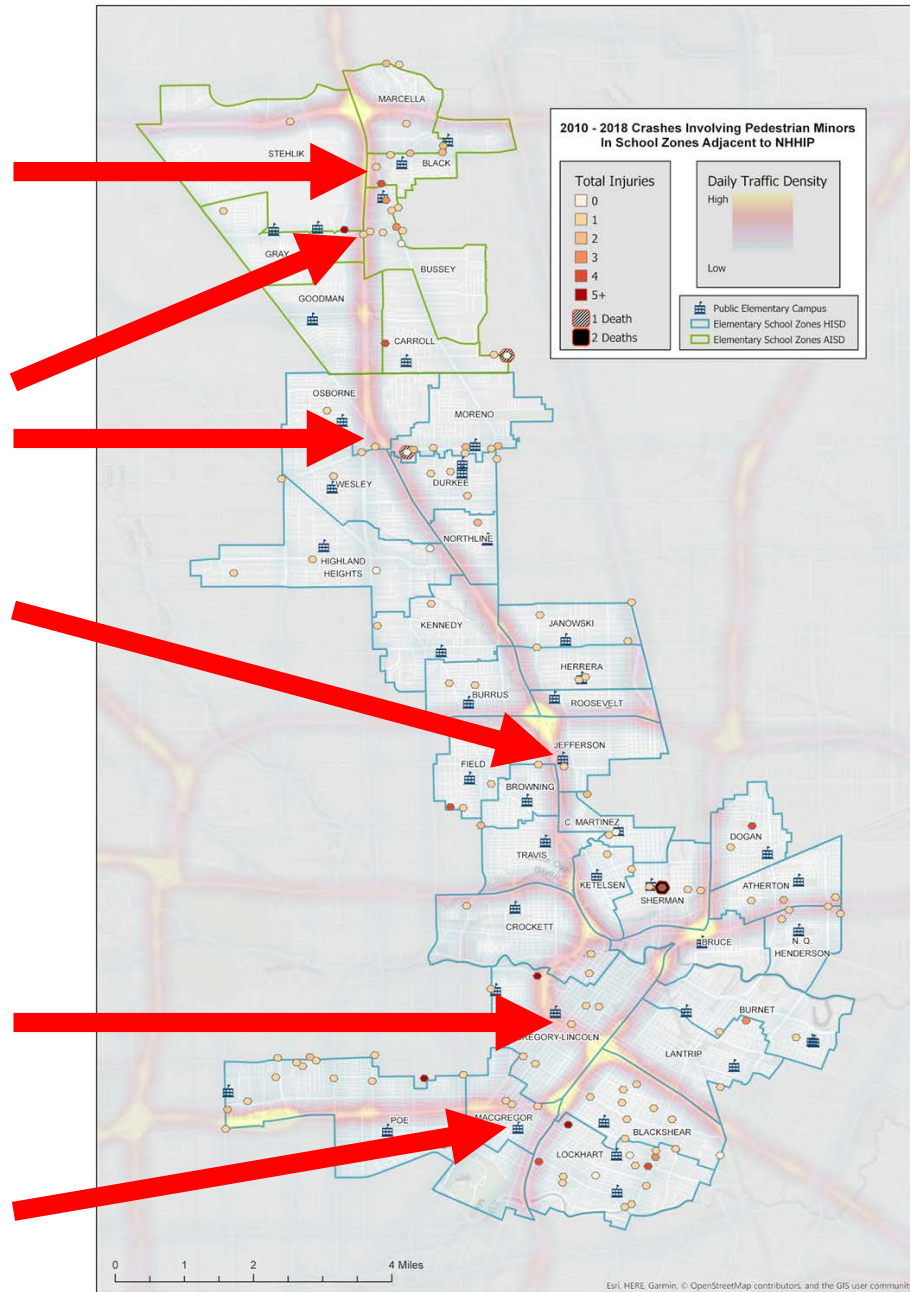 2010 - 2018 Crashes Involving Pedestrian Minors
In School Zones Adjacent to NHHIP
Total Injuries
0
1
2
3
4
5+
1 Death
2 Deaths
Daily Traffic Density
High
Low
Public Elementary Campus
Elementary School Zones HISD
Elementary School Zones AISD
MARCELLA
STEHLIK
BLACK
GRAY
BUSSEY
GOODMAN
CARROLL
OSBORNE
MORENO
WESLEY
DURKEE
NORTHLINE
HIGHLAND
HEIGHTS
KENNEDY
JANOWSKI
HERRERA
BURRUS
ROOSEVELT
JEFFERSON
FIELD
BROWNING
C. MARTINEZ
DOGAN
TRAVIS
KETELSEN
SHERMAN
ATHERTON
CROCKETT
BRUCE
N. Q.
HENDERSON
BURNET
GREGORY-LINCOLN
LANTRIP
MACGREGOR
POE
BLACKSHEAR
LOCKHART
0 1 2 4 Miles
Esri, HERE, Garmin, © OpenStreetMap contributors, and the GIS user community